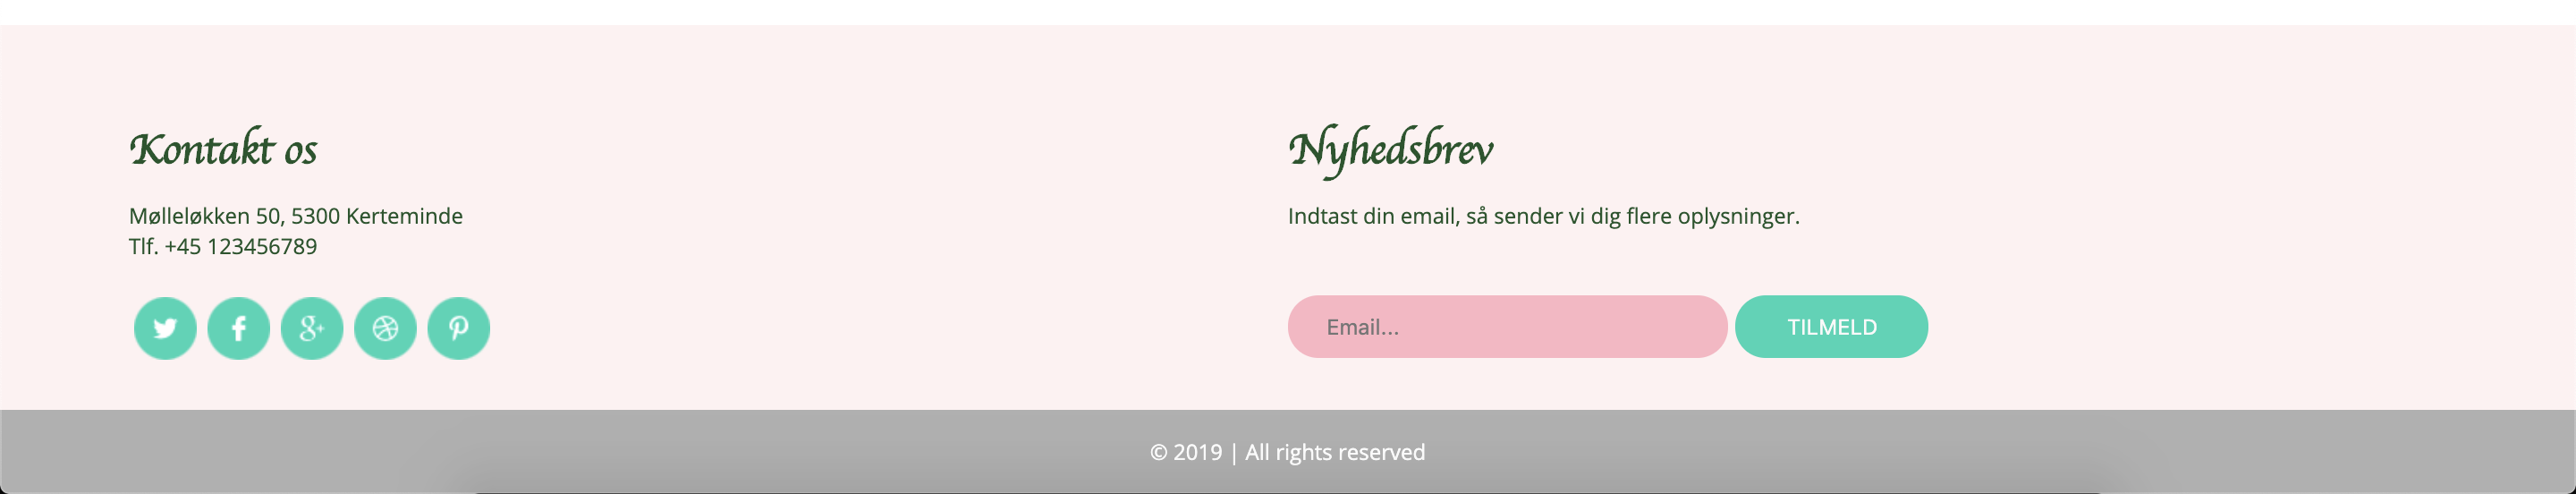 Kontakt os
Mølleløkken 50, 5300 Kerteminde
Tlf. +45 123456789
Nyhedsbrev
Indtast din email, så sender vi dig flere oplysninger.
Email...
TILMELD
© 2019 | All rights reserved